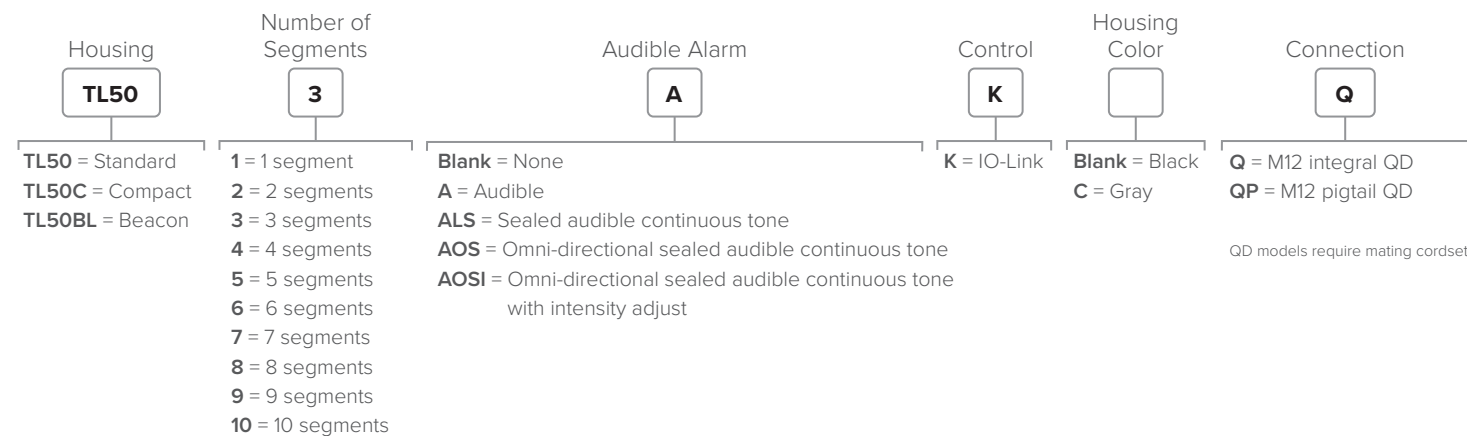 Housing
Number of
Segments
Audible Alarm
Control
Housing
Color
Connection
TL50
3
A
K
Q
TL50 = Standard
TL50C = Compact
TL50BL = Beacon
1 = 1 segment
2 = 2 segments
3 = 3 segments
4 = 4 segments
5 = 5 segments
6 = 6 segments
7 = 7 segments
8 = 8 segments
9 = 9 segments
10 = 10 segments
Blank = None
A = Audible
ALS = Sealed audible continuous tone
AOS = Omni-directional sealed audible continuous tone
AOSI = Omni-directional sealed audible continuous tone
with intensity adjust
K = IO-Link
Blank = Black
C = Gray
Q = M12 integral QD
QP = M12 pigtail QD
QD models require mating cordset